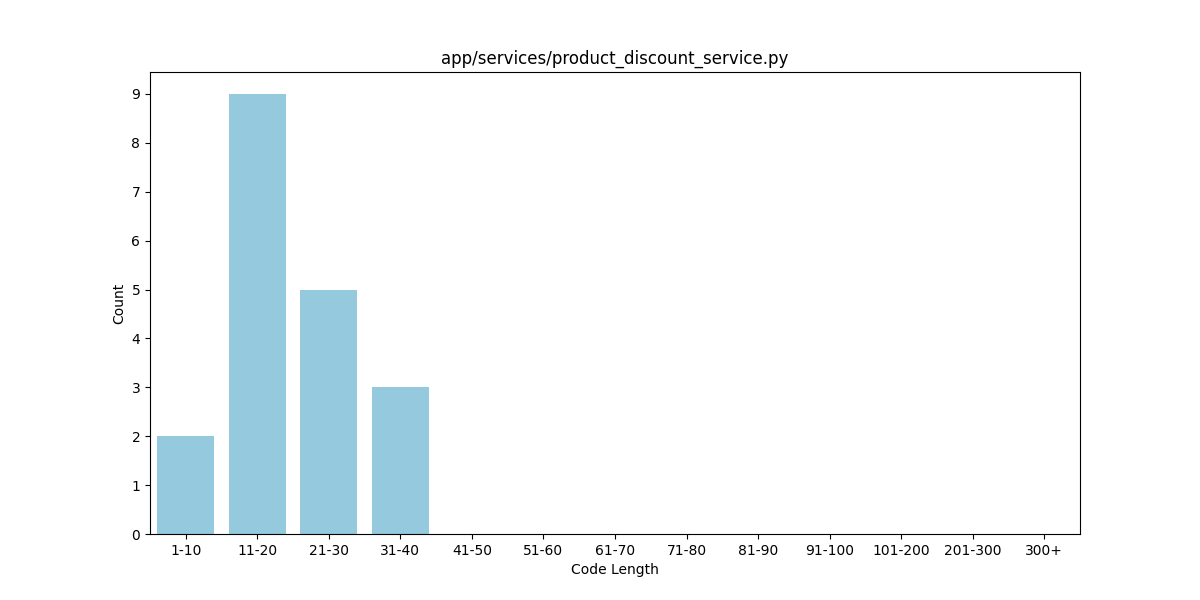 app/services/product_discount_service.py
9
8
7
6
5
4
3
2
1
0
Count
1-10 11-20 21-30 31-40 41-50 51-60 61-70 71-80 81-90 91-100 101-200 201-300 300+
Code Length